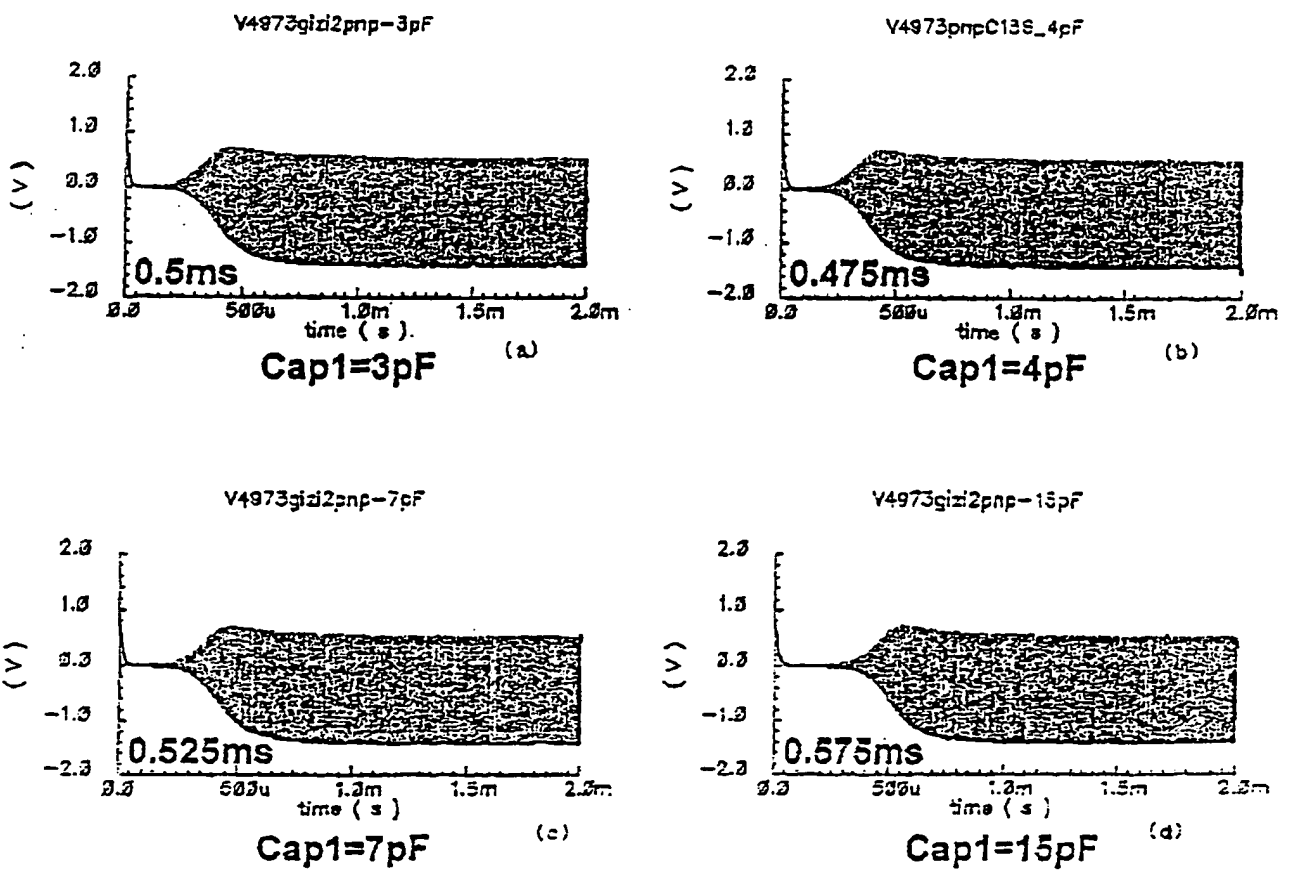 V4973gizi2pnp-3pF
2.0
1.0
0.0
-1.0
-2.0
(V)
0.5ms
0.0 500u 1.0m 1.5m 2.0m
time ( s ).
(a)
Cap1=3pF
V4973pnpC13S_4pF
2.0
1.0
0.0
-1.0
-2.0
(V)
0.475ms
0.0 500u 1.0m 1.5m 2.0m
time ( s )
(b)
Cap1=4pF
V4973gizi2pnp-7pF
2.0
1.0
0.0
-1.0
-2.0
(V)
0.525ms
0.0 500u 1.0m 1.5m 2.0m
time ( s )
(c)
Cap1=7pF
V4973gizi2pnp-15pF
2.0
1.0
0.0
-1.0
-2.0
(V)
0.575ms
0.0 500u 1.0m 1.5m 2.0m
time ( s )
(d)
Cap1=15pF